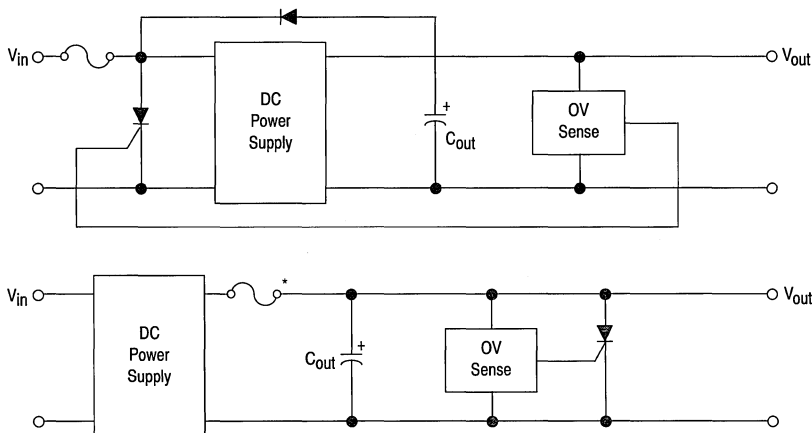 Vin
DC
Power
Supply
+
Cout
OV
Sense
Vout
Vin
DC
Power
Supply
*
+
Cout
OV
Sense
Vout